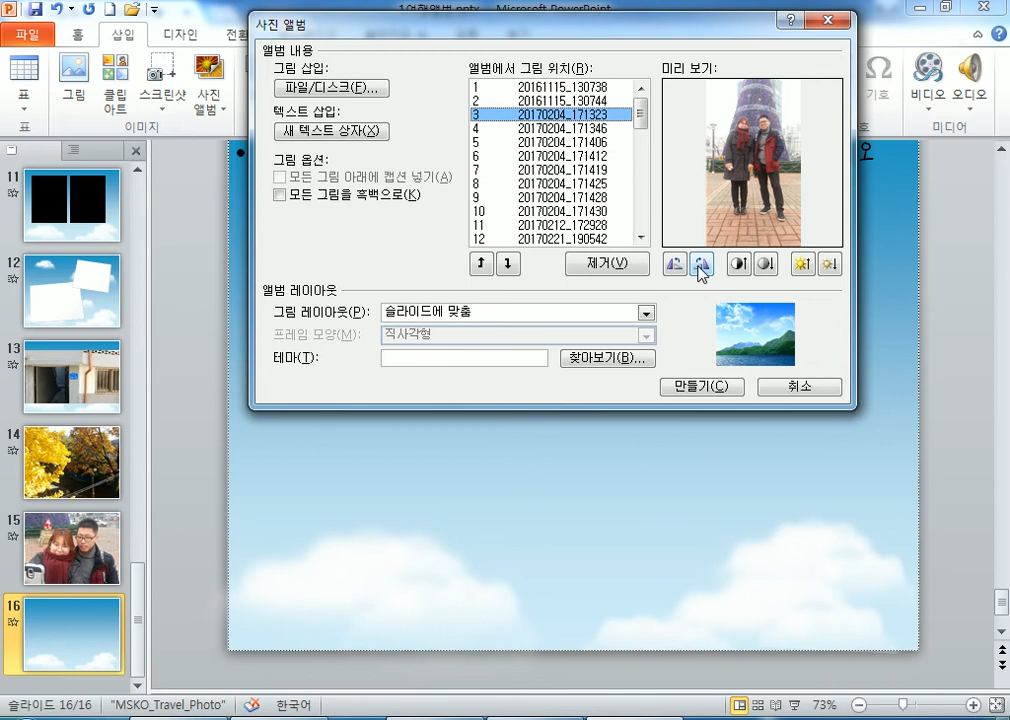 1여행앨범.pptx - Microsoft PowerPoint
파일 홈 삽입 디자인
표 그림 클립 아트 스크린샷 사진 앨범 기호 비디오 오디오
표 이미지 미디어
사진 앨범
앨범 내용
그림 삽입:
파일/디스크(F)...
텍스트 삽입:
새 텍스트 상자(X)
그림 옵션:
모든 그림 아래에 캡션 넣기(A)
모든 그림을 흑백으로(K)
앨범에서 그림 위치(R):
1 20161115_130738
2 20161115_130744
3 20170204_171323
4 20170204_171346
5 20170204_171406
6 20170204_171412
7 20170204_171419
8 20170204_171425
9 20170204_171428
10 20170204_171430
11 20170212_172928
12 20170221_190542
제거(V)
미리 보기:
앨범 레이아웃
그림 레이아웃(P): 슬라이드에 맞춤
프레임 모양(M): 직사각형
테마(T): 찾아보기(B)...
만들기(C) 취소
오
11
12
13
14
15
16
슬라이드 16/16 "MSKO_Travel_Photo" 한국어 73%